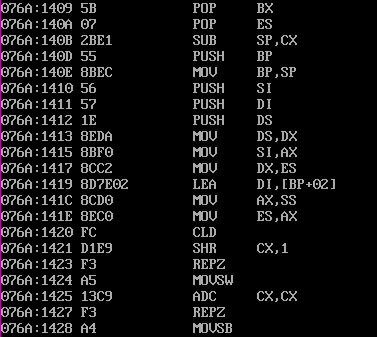 076A:1409 5B POP BX
076A:140A 07 POP ES
076A:140B 2BE1 SUB SP,CX
076A:140D 55 PUSH BP
076A:140E 8BEC MOV BP,SP
076A:1410 56 PUSH SI
076A:1411 57 PUSH DI
076A:1412 1E PUSH DS
076A:1413 8EDA MOV DS,DX
076A:1415 8BF0 MOV SI,AX
076A:1417 8CC2 MOV DX,ES
076A:1419 8D7E02 LEA DI,[BP+02]
076A:141C 8CD0 MOV AX,SS
076A:141E 8EC0 MOV ES,AX
076A:1420 FC CLD
076A:1421 D1E9 SHR CX,1
076A:1423 F3 REPZ
076A:1424 A5 MOVSW
076A:1425 13C9 ADC CX,CX
076A:1427 F3 REPZ
076A:1428 A4 MOVSB